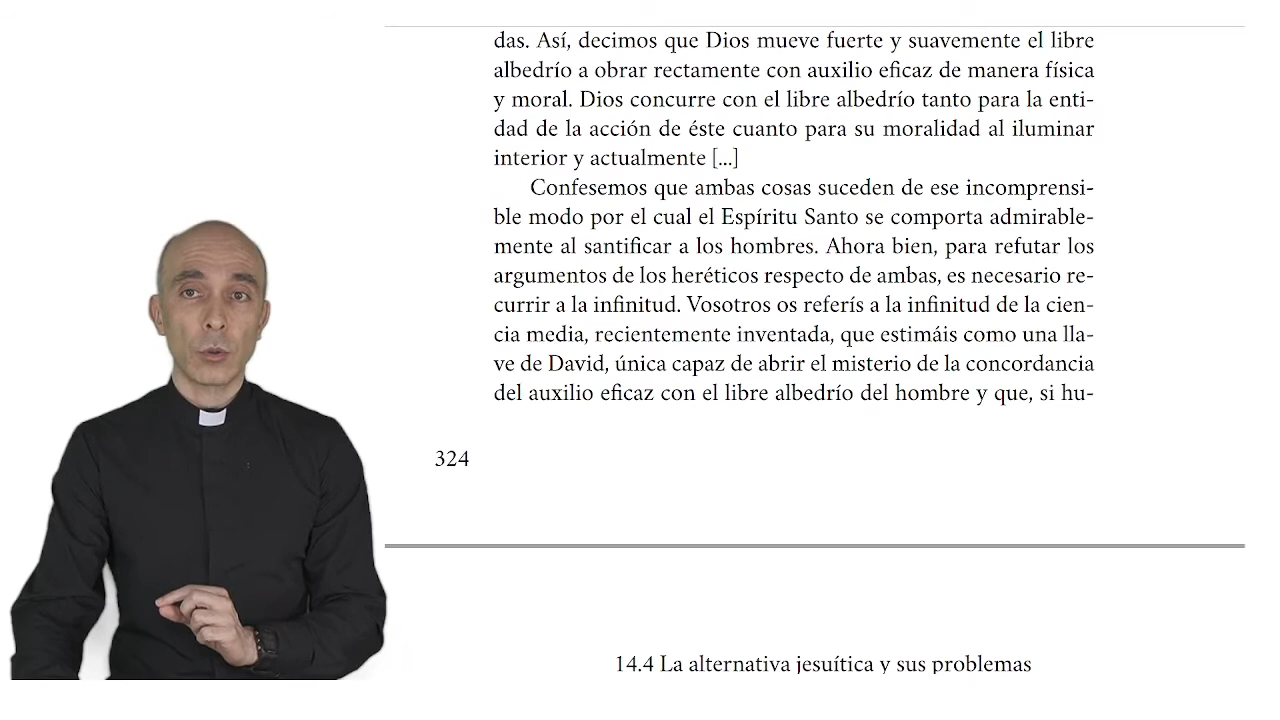 das. Así, decimos que Dios mueve fuerte y suavemente el libre
albedrío a obrar rectamente con auxilio eficaz de manera física
y moral. Dios concurre con el libre albedrío tanto para la enti-
dad de la acción de éste cuanto para su moralidad al iluminar
interior y actualmente [...]
Confesemos que ambas cosas suceden de ese incomprensi-
ble modo por el cual el Espíritu Santo se comporta admirable-
mente al santificar a los hombres. Ahora bien, para refutar los
argumentos de los heréticos respecto de ambas, es necesario re-
currir a la infinitud. Vosotros os referís a la infinitud de la cien-
cia media, recientemente inventada, que estimáis como una lla-
ve de David, única capaz de abrir el misterio de la concordancia
del auxilio eficaz con el libre albedrío del hombre y que, si hu-
324
14.4 La alternativa jesuítica y sus problemas